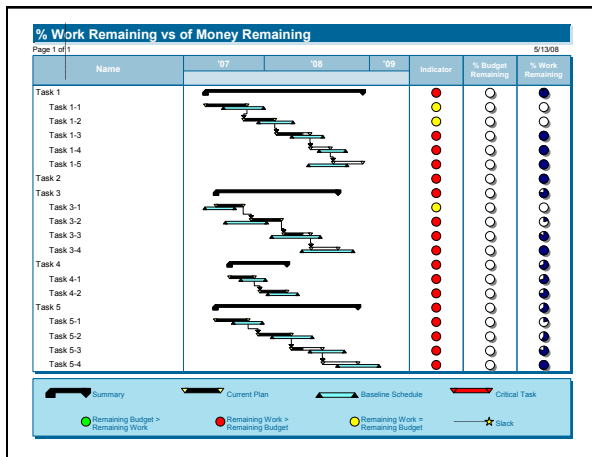 % Work Remaining vs of Money Remaining
Page 1 of 1 5/13/08
Name '07 '08 '09 Indicator % Budget Remaining % Work Remaining
Task 1
Task 1-1
Task 1-2
Task 1-3
Task 1-4
Task 1-5
Task 2
Task 3
Task 3-1
Task 3-2
Task 3-3
Task 3-4
Task 4
Task 4-1
Task 4-2
Task 5
Task 5-1
Task 5-2
Task 5-3
Task 5-4
Summary Current Plan Baseline Schedule Critical Task
Remaining Budget > Remaining Work
Remaining Work > Remaining Budget
Remaining Work = Remaining Budget
Slack